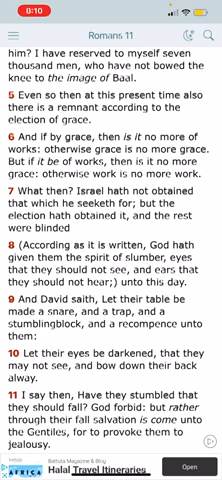 0:10
Romans 11
him? I have reserved to myself seven
thousand men, who have not bowed the
knee to the image of Baal.
5 Even so then at this present time also
there is a remnant according to the
election of grace.
6 And if by grace, then is it no more of
works: otherwise grace is no more grace.
But if it be of works, then is it no more
grace: otherwise work is no more work.
7 What then? Israel hath not obtained
that which he seeketh for; but the
election hath obtained it, and the rest
were blinded
8 (According as it is written, God hath
given them the spirit of slumber, eyes
that they should not see, and ears that
they should not hear;) unto this day.
9 And David saith, Let their table be
made a snare, and a trap, and a
stumblingblock, and a recompence unto
them:
10 Let their eyes be darkened, that they
may not see, and bow down their back
alway.
11 I say then, Have they stumbled that
they should fall? God forbid: but rather
through their fall salvation is come unto
the Gentiles, for to provoke them to
jealousy.
AFRICA
Battuta Magazine & Blog
Halal Travel Itineraries
Open